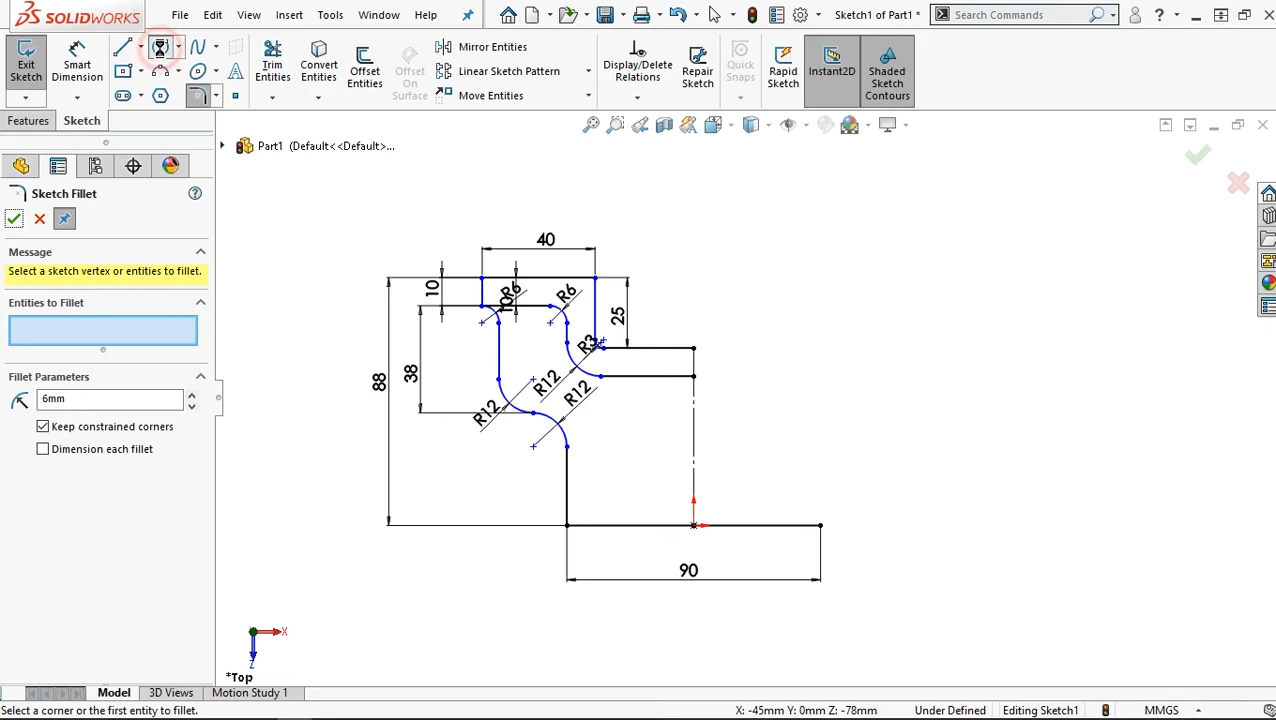 SOLIDWORKS
File Edit View Insert Tools Window Help
Sketch1 of Part1 *
Search Commands
Exit Sketch
Smart Dimension
Trim Entities
Convert Entities
Offset Entities
Offset On Surface
Mirror Entities
Linear Sketch Pattern
Move Entities
Display/Delete Relations
Repair Sketch
Quick Snaps
Rapid Sketch
Instant2D
Shaded Sketch Contours
Features Sketch
Part1 (Default<<Default>...
Sketch Fillet
Message
Select a sketch vertex or entities to fillet.
Entities to Fillet
Fillet Parameters
6mm
Keep constrained corners
Dimension each fillet
40
10
R6
10
R6
25
R3
38
88
R12
R12
R12
90
X
Z
*Top
Model 3D Views Motion Study 1
Select a corner or the first entity to fillet.
X: -45mm Y: 0mm Z: -78mm
Under Defined
Editing Sketch1
MMGS